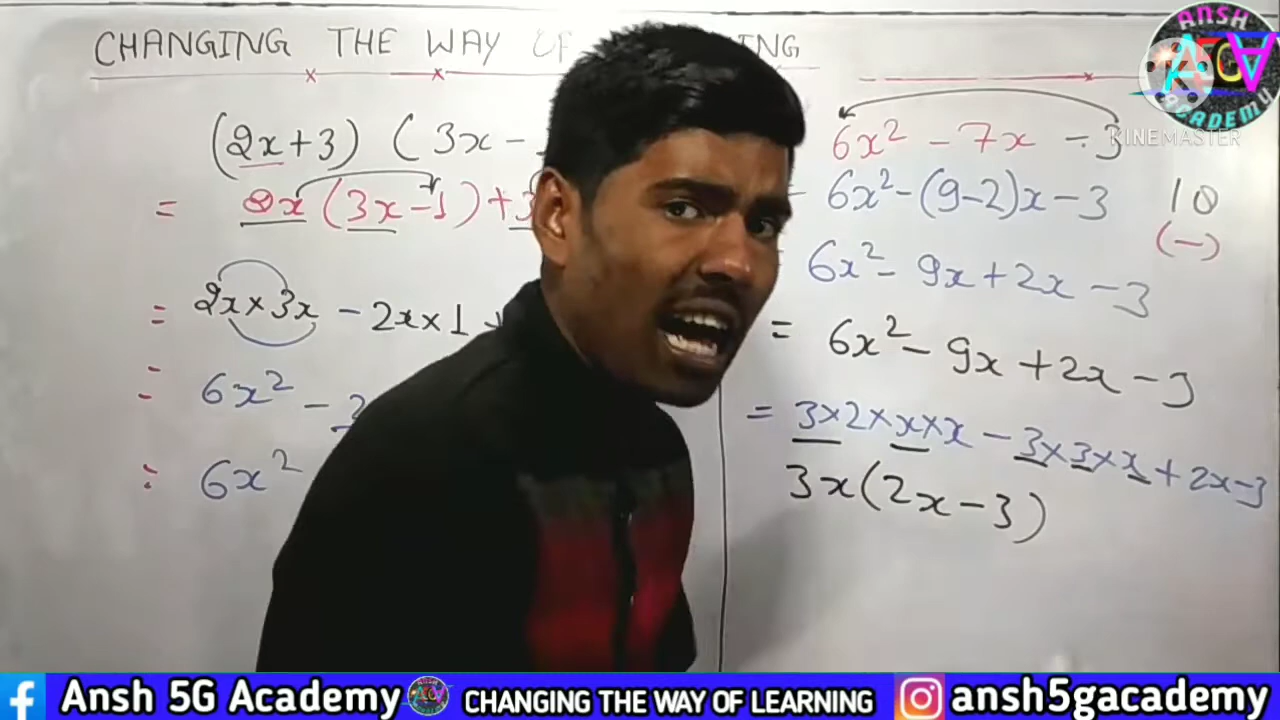 CHANGING THE WAY OF
(2x+3) (3x -
= 2x (3x-1) +3
= 2x×3x - 2x×1 +
= 6x² -
= 6x²
6x² - 7x - 3
6x² - (9-2)x - 3
6x² - 9x + 2x - 3
= 6x² - 9x + 2x - 3
= 3×2×x×x - 3×3×x + 2x-3
3x(2x-3)
10
(-)
ANSH
A5GA
ACADEMY
KINEMASTER
f Ansh 5G Academy CHANGING THE WAY OF LEARNING ansh5gacademy